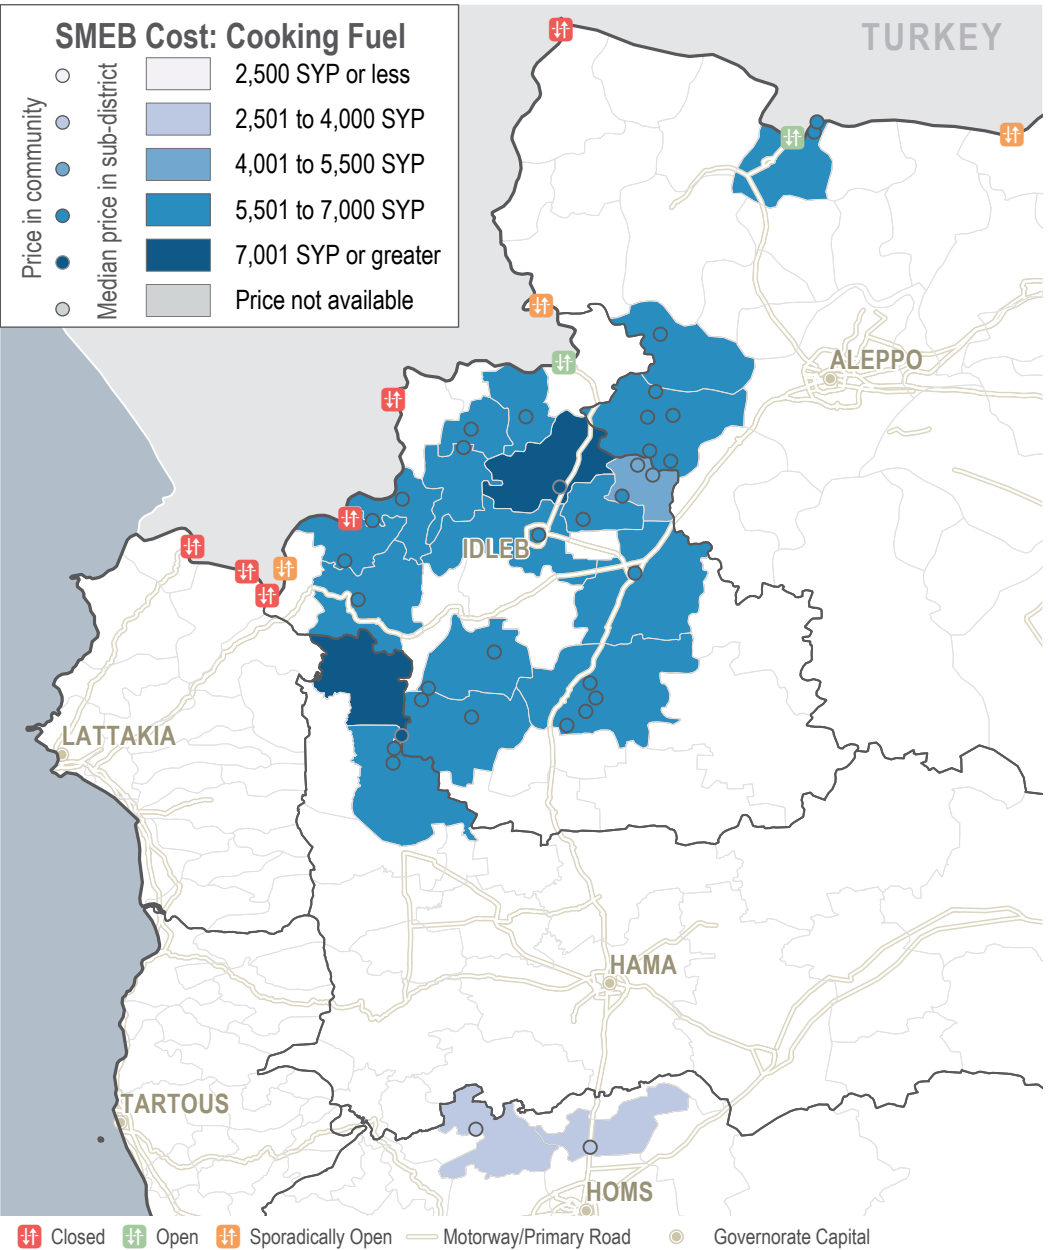 SMEB Cost: Cooking Fuel
Price in community
Median price in sub-district
2,500 SYP or less
2,501 to 4,000 SYP
4,001 to 5,500 SYP
5,501 to 7,000 SYP
7,001 SYP or greater
Price not available
TURKEY
ALEPPO
IDLEB
LATTAKIA
HAMA
TARTOUS
HOMS
Closed
Open
Sporadically Open
Motorway/Primary Road
Governorate Capital